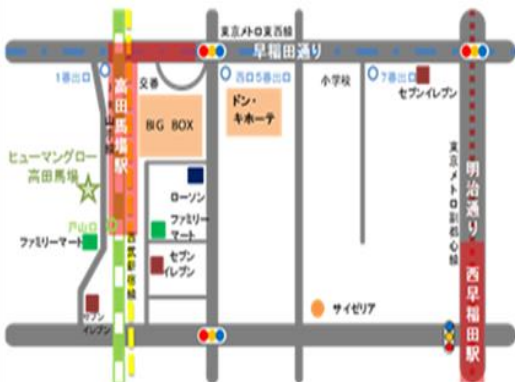 東京メトロ東西線
早稲田通り
1番出口
高田馬場駅
交番
西口5番出口
小学校
7番出口
セブンイレブン
BIG BOX
ドン・
キホーテ
ヒューマングロー
高田馬場
ローソン
戸山口
ファミリーマート
ファミリー
マート
セブン
イレブン
西武新宿線
セブン
イレブン
サイゼリア
東京メトロ副都心線
明治通り
西早稲田駅